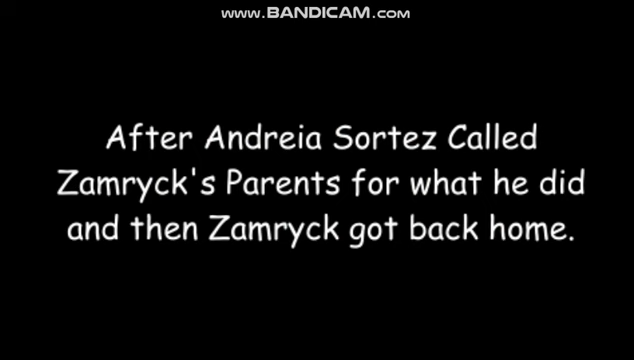 www.BANDICAM.com
After Andreia Sortez Called
Zamryck's Parents for what he did
and then Zamryck got back home.